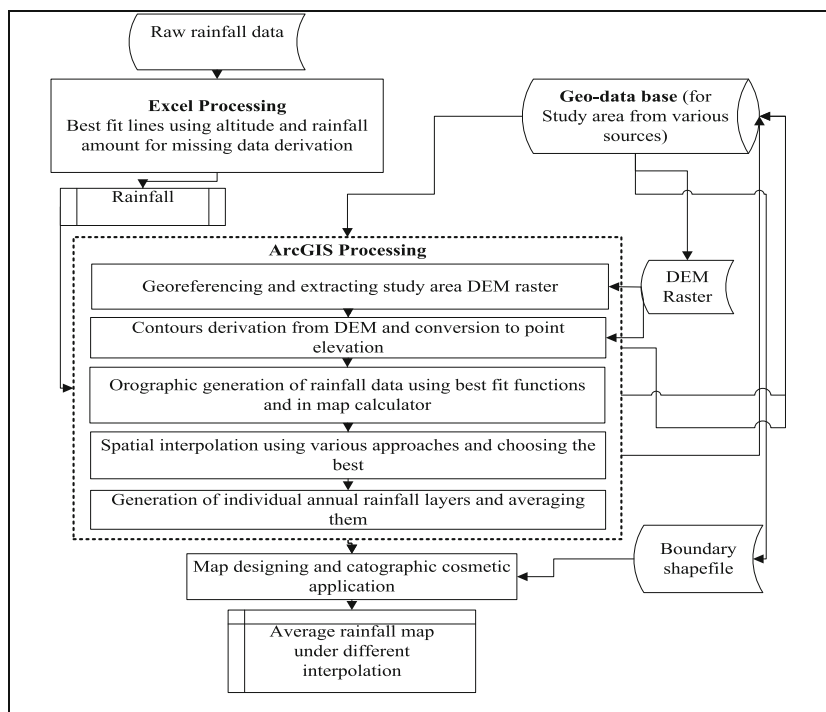 Raw rainfall data
Excel Processing
Best fit lines using altitude and rainfall
amount for missing data derivation
Geo-data base (for
Study area from various
sources)
Rainfall
ArcGIS Processing
Georeferencing and extracting study area DEM raster
DEM
Raster
Contours derivation from DEM and conversion to point
elevation
Orographic generation of rainfall data using best fit functions
and in map calculator
Spatial interpolation using various approaches and choosing the
best
Generation of individual annual rainfall layers and averaging
them
Map designing and catographic cosmetic
application
Boundary
shapefile
Average rainfall map
under different
interpolation